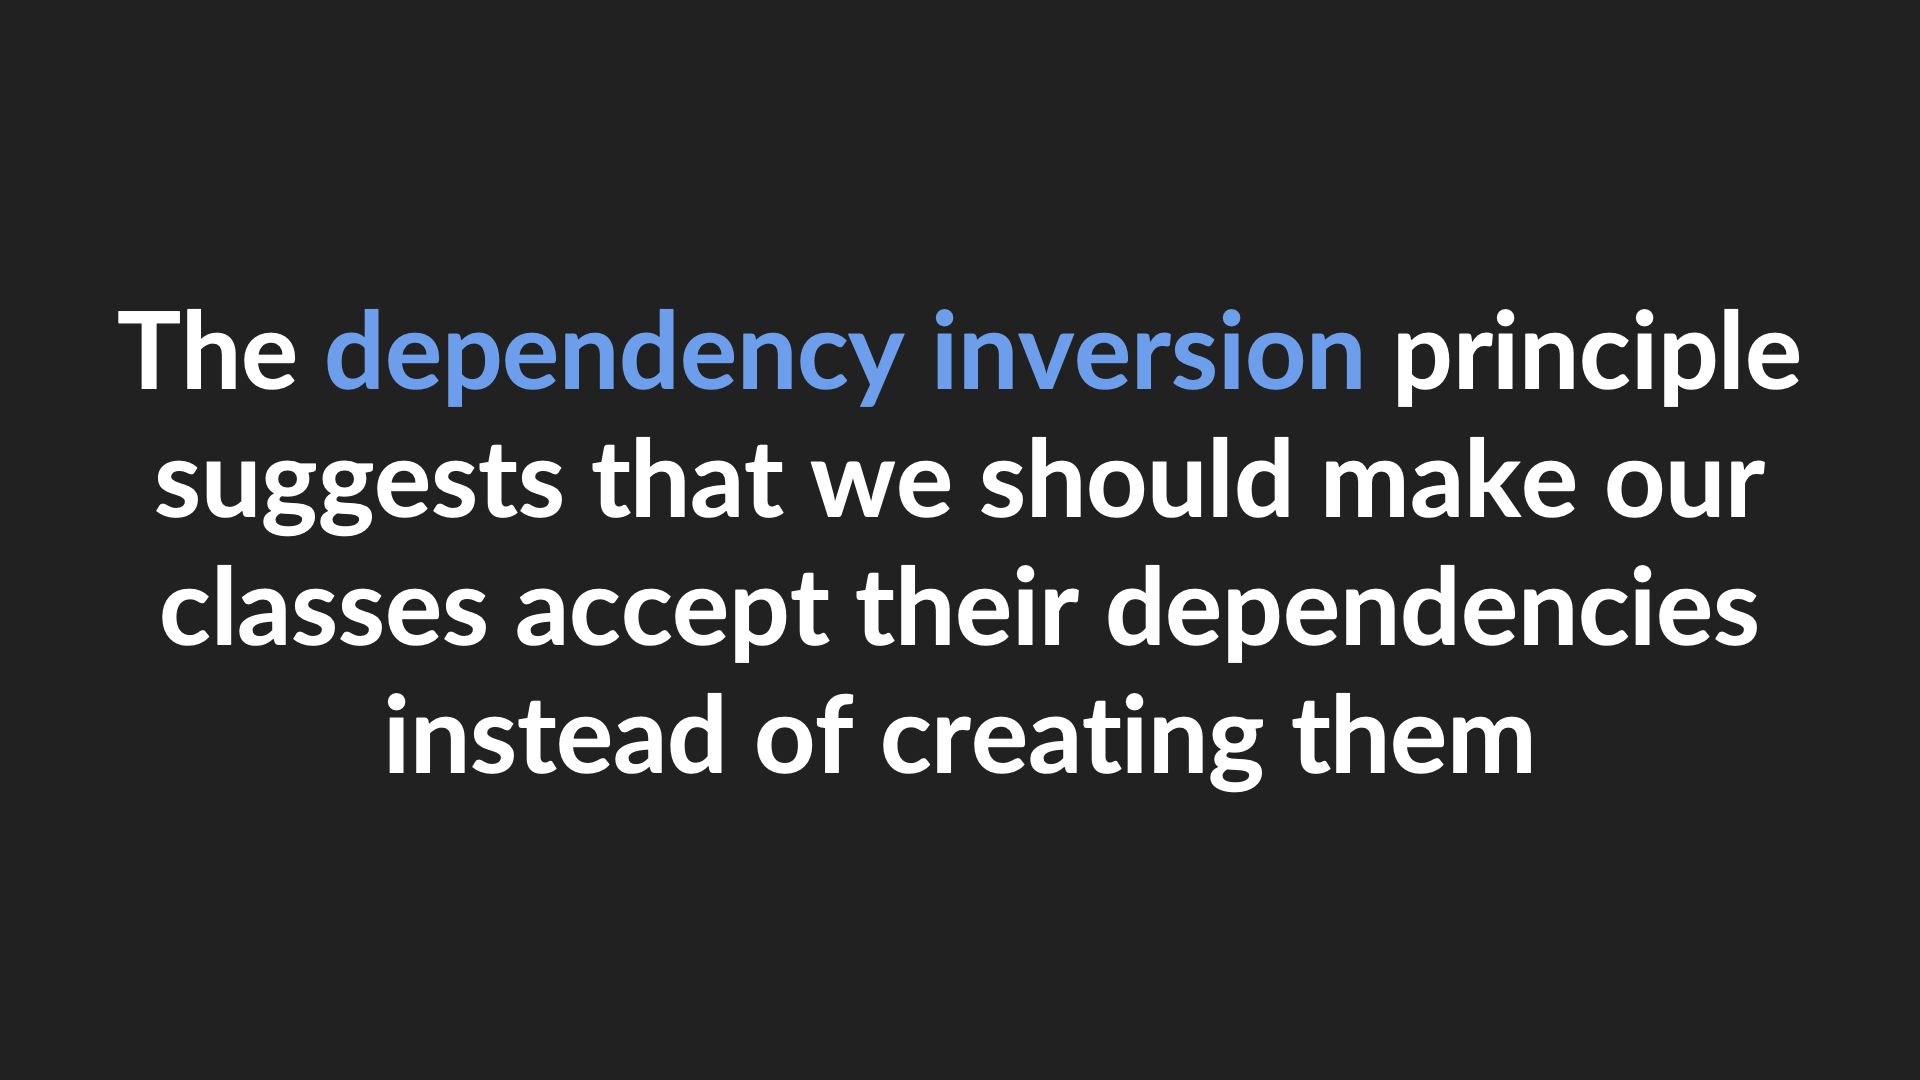 The dependency inversion principle
suggests that we should make our
classes accept their dependencies
instead of creating them